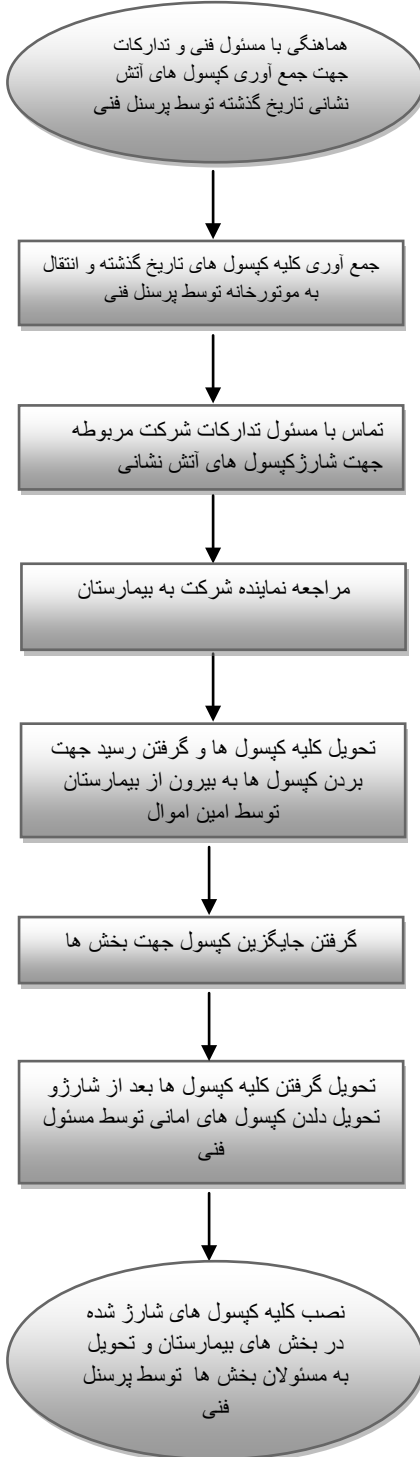 هماهنگی با مسئول فنی و تدارکات
جهت جمع آوری کپسول های آتش
نشانی تاریخ گذشته توسط پرسنل فنی
جمع آوری کلیه کپسول های تاریخ گذشته و انتقال
به موتورخانه توسط پرسنل فنی
تماس با مسئول تدارکات شرکت مربوطه
جهت شارژکپسول های آتش نشانی
مراجعه نماینده شرکت به بیمارستان
تحویل کلیه کپسول ها و گرفتن رسید جهت
بردن کپسول ها به بیرون از بیمارستان
توسط امین اموال
گرفتن جایگزین کپسول جهت بخش ها
تحویل گرفتن کلیه کپسول ها بعد از شارژو
تحویل دلدن کپسول های امانی توسط مسئول
فنی
نصب کلیه کپسول های شارژ شده
در بخش های بیمارستان و تحویل
به مسئولان بخش ها توسط پرسنل
فنی